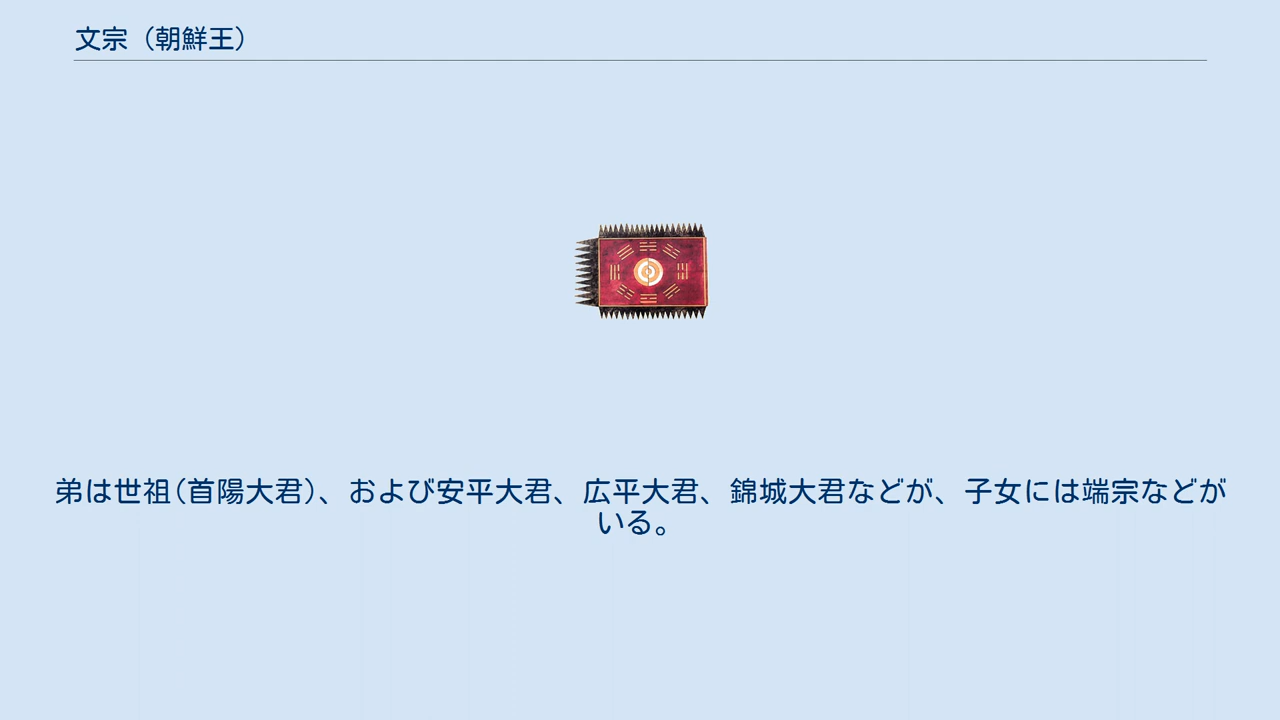 文宗（朝鮮王）
弟は世祖(首陽大君)、および安平大君、広平大君、錦城大君などが、子女には端宗などが
いる。